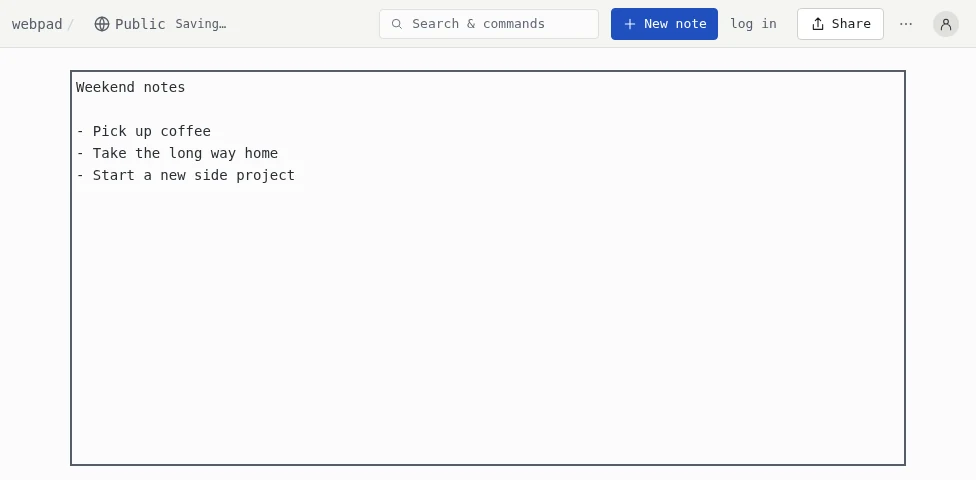 webpad / Public Saving… Search & commands + New note log in Share ···
Weekend notes
- Pick up coffee
- Take the long way home
- Start a new side project